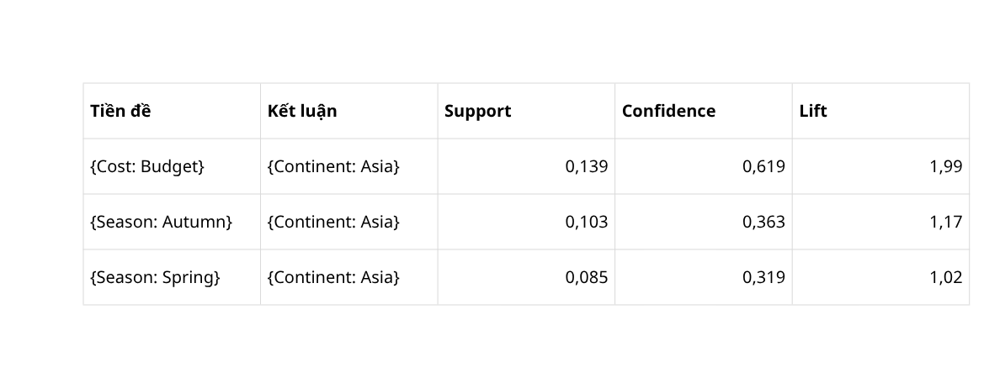 Tiền đề Kết luận Support Confidence Lift
{Cost: Budget} {Continent: Asia} 0,139 0,619 1,99
{Season: Autumn} {Continent: Asia} 0,103 0,363 1,17
{Season: Spring} {Continent: Asia} 0,085 0,319 1,02